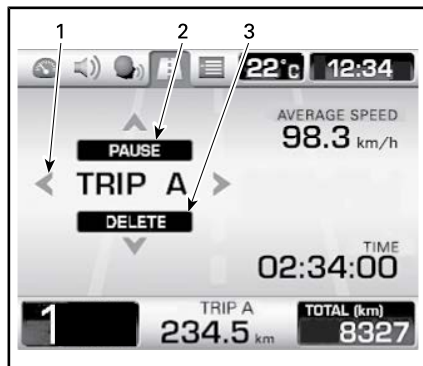 1 2 3
22°c 12:34
AVERAGE SPEED
98.3 km/h
PAUSE
TRIP A
DELETE
TIME
02:34:00
1
TRIP A
234.5 km
TOTAL (km)
8327